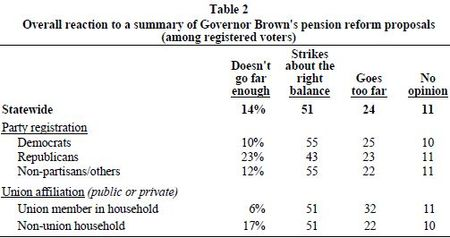 Table 2
Overall reaction to a summary of Governor Brown's pension reform proposals
(among registered voters)
Doesn't go far enough Strikes about the right balance Goes too far No opinion
Statewide 14% 51 24 11
Party registration
Democrats 10% 55 25 10
Republicans 23% 43 23 11
Non-partisans/others 12% 55 22 11
Union affiliation (public or private)
Union member in household 6% 51 32 11
Non-union household 17% 51 22 10